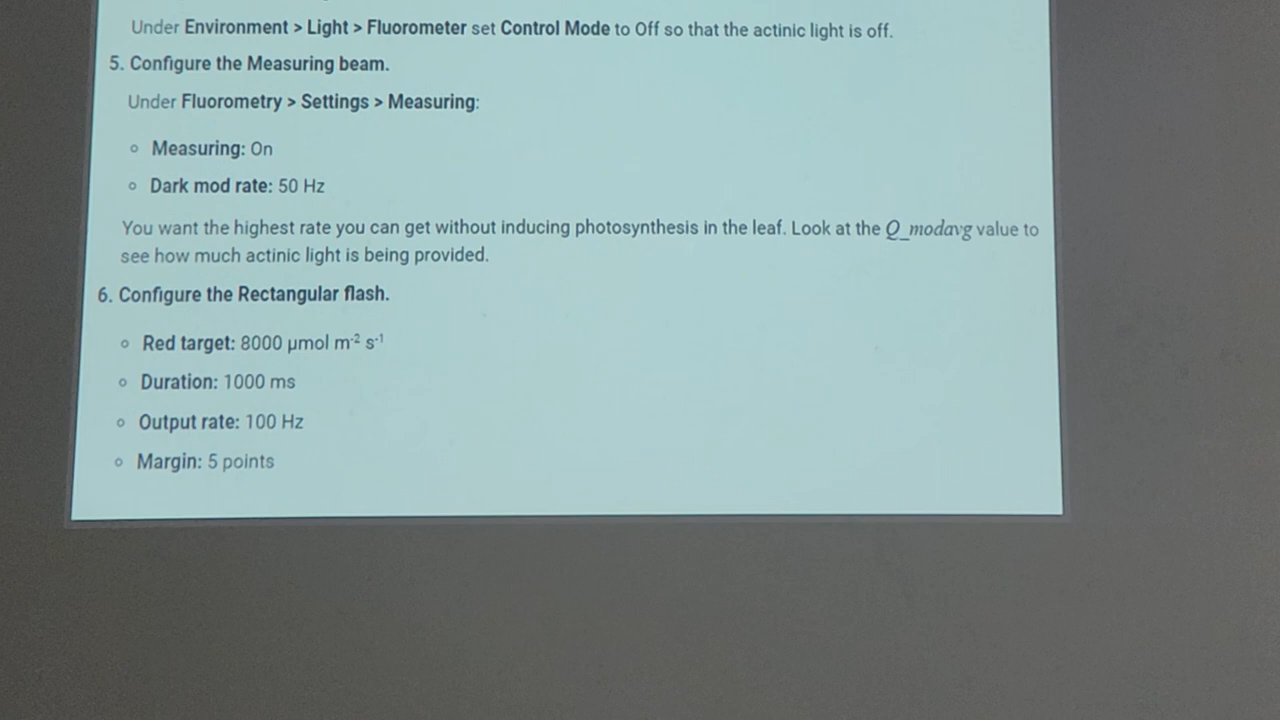 Under Environment > Light > Fluorometer set Control Mode to Off so that the actinic light is off.
5. Configure the Measuring beam.
Under Fluorometry > Settings > Measuring:
◦ Measuring: On
◦ Dark mod rate: 50 Hz
You want the highest rate you can get without inducing photosynthesis in the leaf. Look at the Q_modavg value to
see how much actinic light is being provided.
6. Configure the Rectangular flash.
◦ Red target: 8000 μmol m⁻² s⁻¹
◦ Duration: 1000 ms
◦ Output rate: 100 Hz
◦ Margin: 5 points